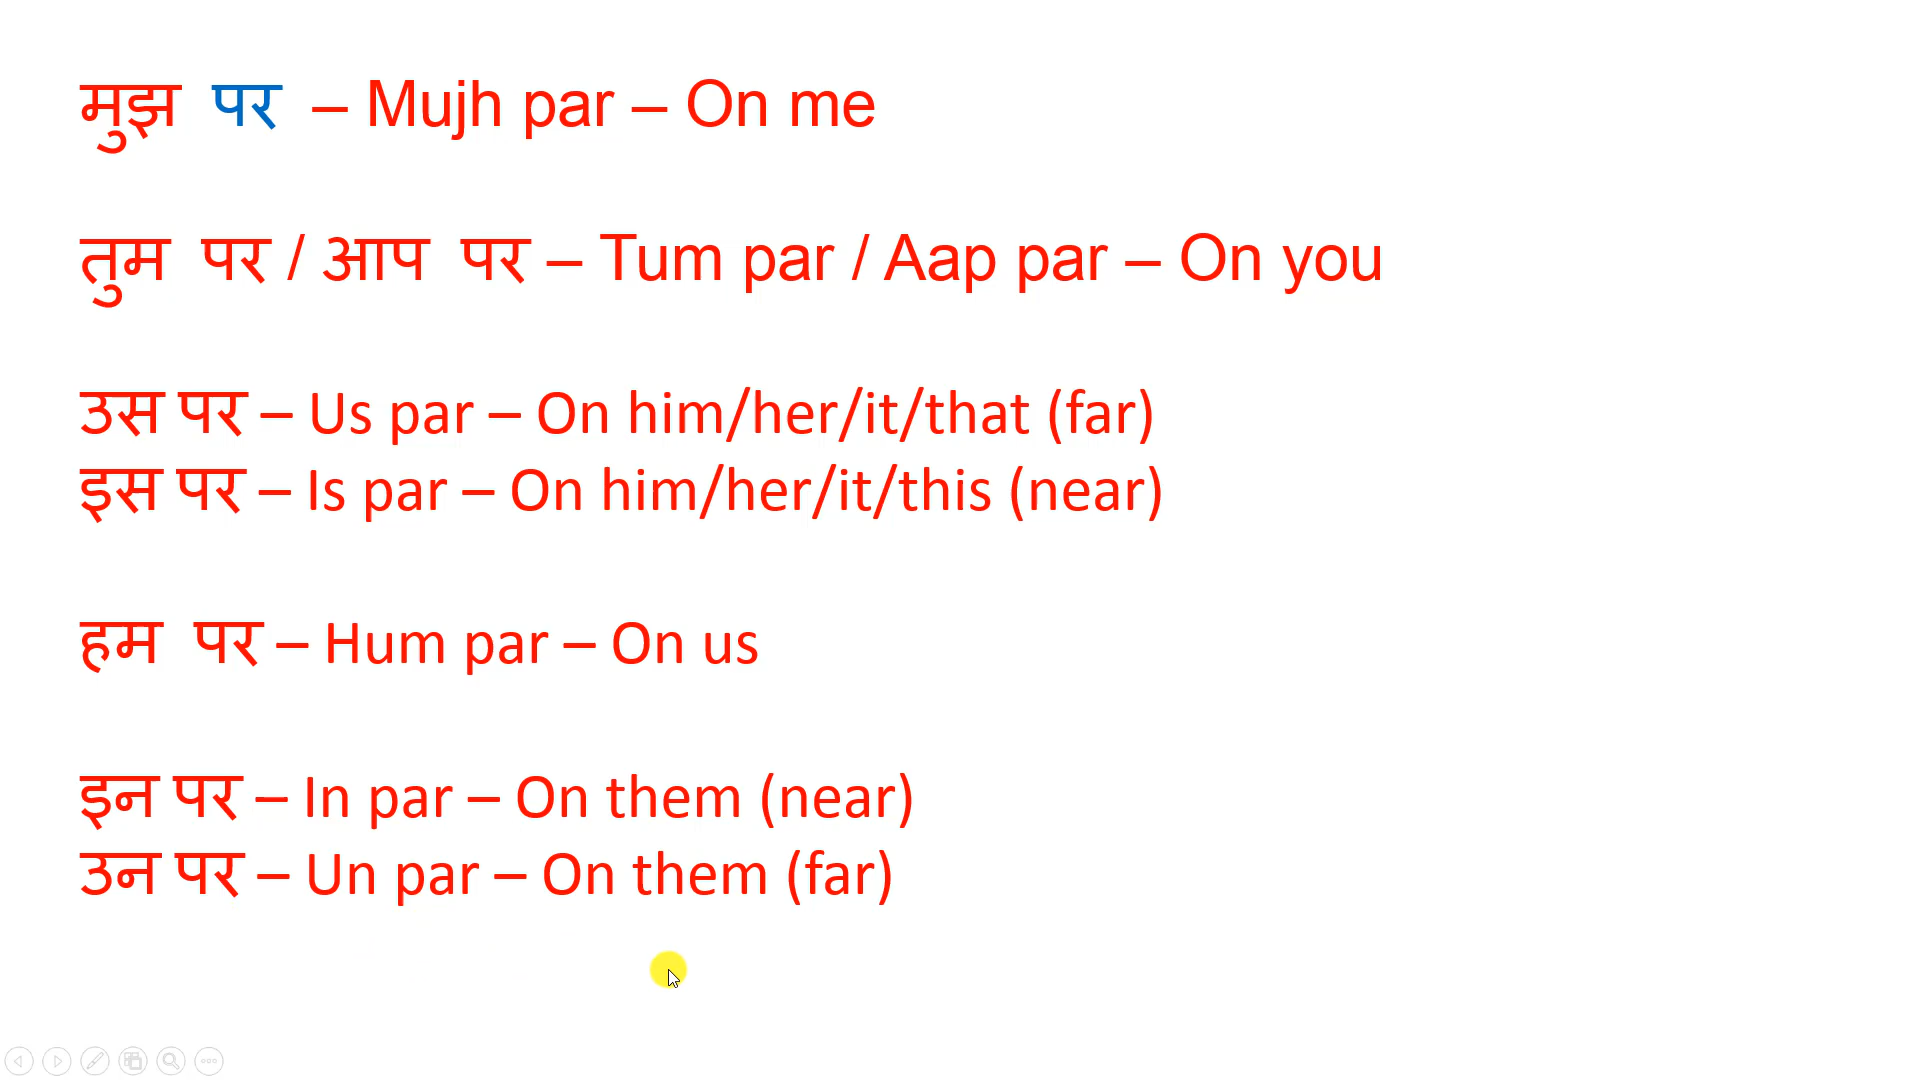 मुझ पर – Mujh par – On me
तुम पर / आप पर – Tum par / Aap par – On you
उस पर – Us par – On him/her/it/that (far)
इस पर – Is par – On him/her/it/this (near)
हम पर – Hum par – On us
इन पर – In par – On them (near)
उन पर – Un par – On them (far)